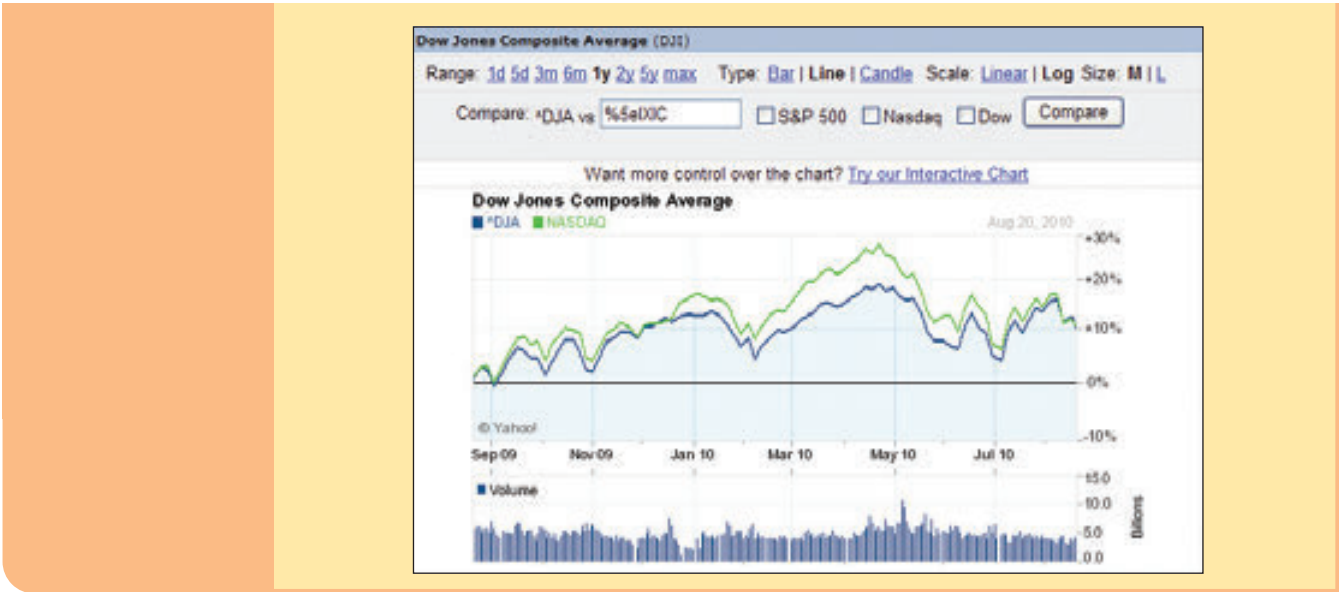 Dow Jones Composite Average (DJI)
Range: 1d 5d 3m 6m 1y 2y 5y max Type: Bar | Line | Candle Scale: Linear | Log Size: M | L
Compare: ^DJA vs %5eIXIC S&P 500 Nasdaq Dow Compare
Want more control over the chart? Try our Interactive Chart
Dow Jones Composite Average
^DJA NASDAQ Aug 20, 2010
+30%
+20%
+10%
0%
-10%
© Yahoo!
Sep 09 Nov 09 Jan 10 Mar 10 May 10 Jul 10
Volume
15.0
10.0
5.0
0.0
Billions